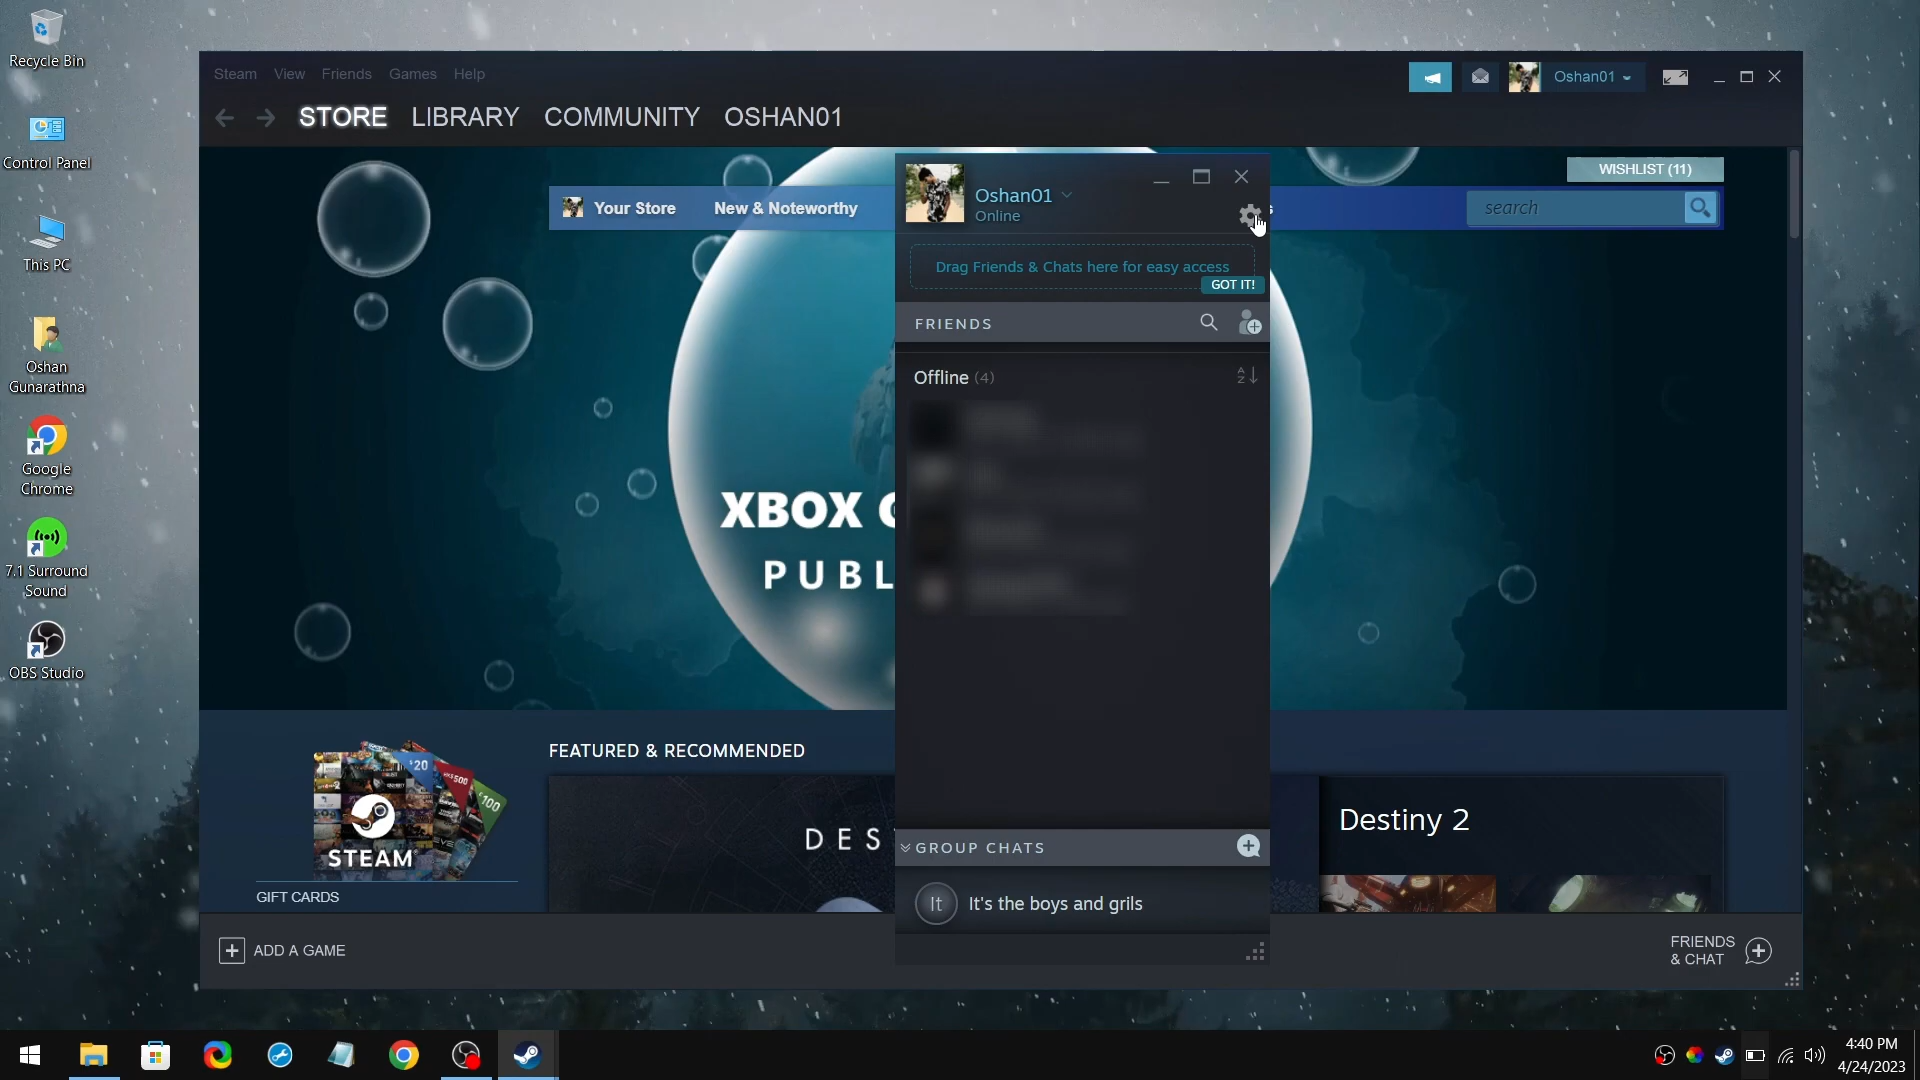 Recycle Bin
Control Panel
This PC
Oshan
Gunarathna
Google
Chrome
7.1 Surround
Sound
OBS Studio
Steam View Friends Games Help
Oshan01
STORE LIBRARY COMMUNITY OSHAN01
WISHLIST (11)
Your Store New & Noteworthy
search
Oshan01
Online
Drag Friends & Chats here for easy access
GOT IT!
FRIENDS
Offline (4)
XBOX
PUBL
GROUP CHATS
It It's the boys and grils
FEATURED & RECOMMENDED
20
500
100
STEAM
GIFT CARDS
DES
Destiny 2
ADD A GAME
FRIENDS
& CHAT
4:40 PM
4/24/2023